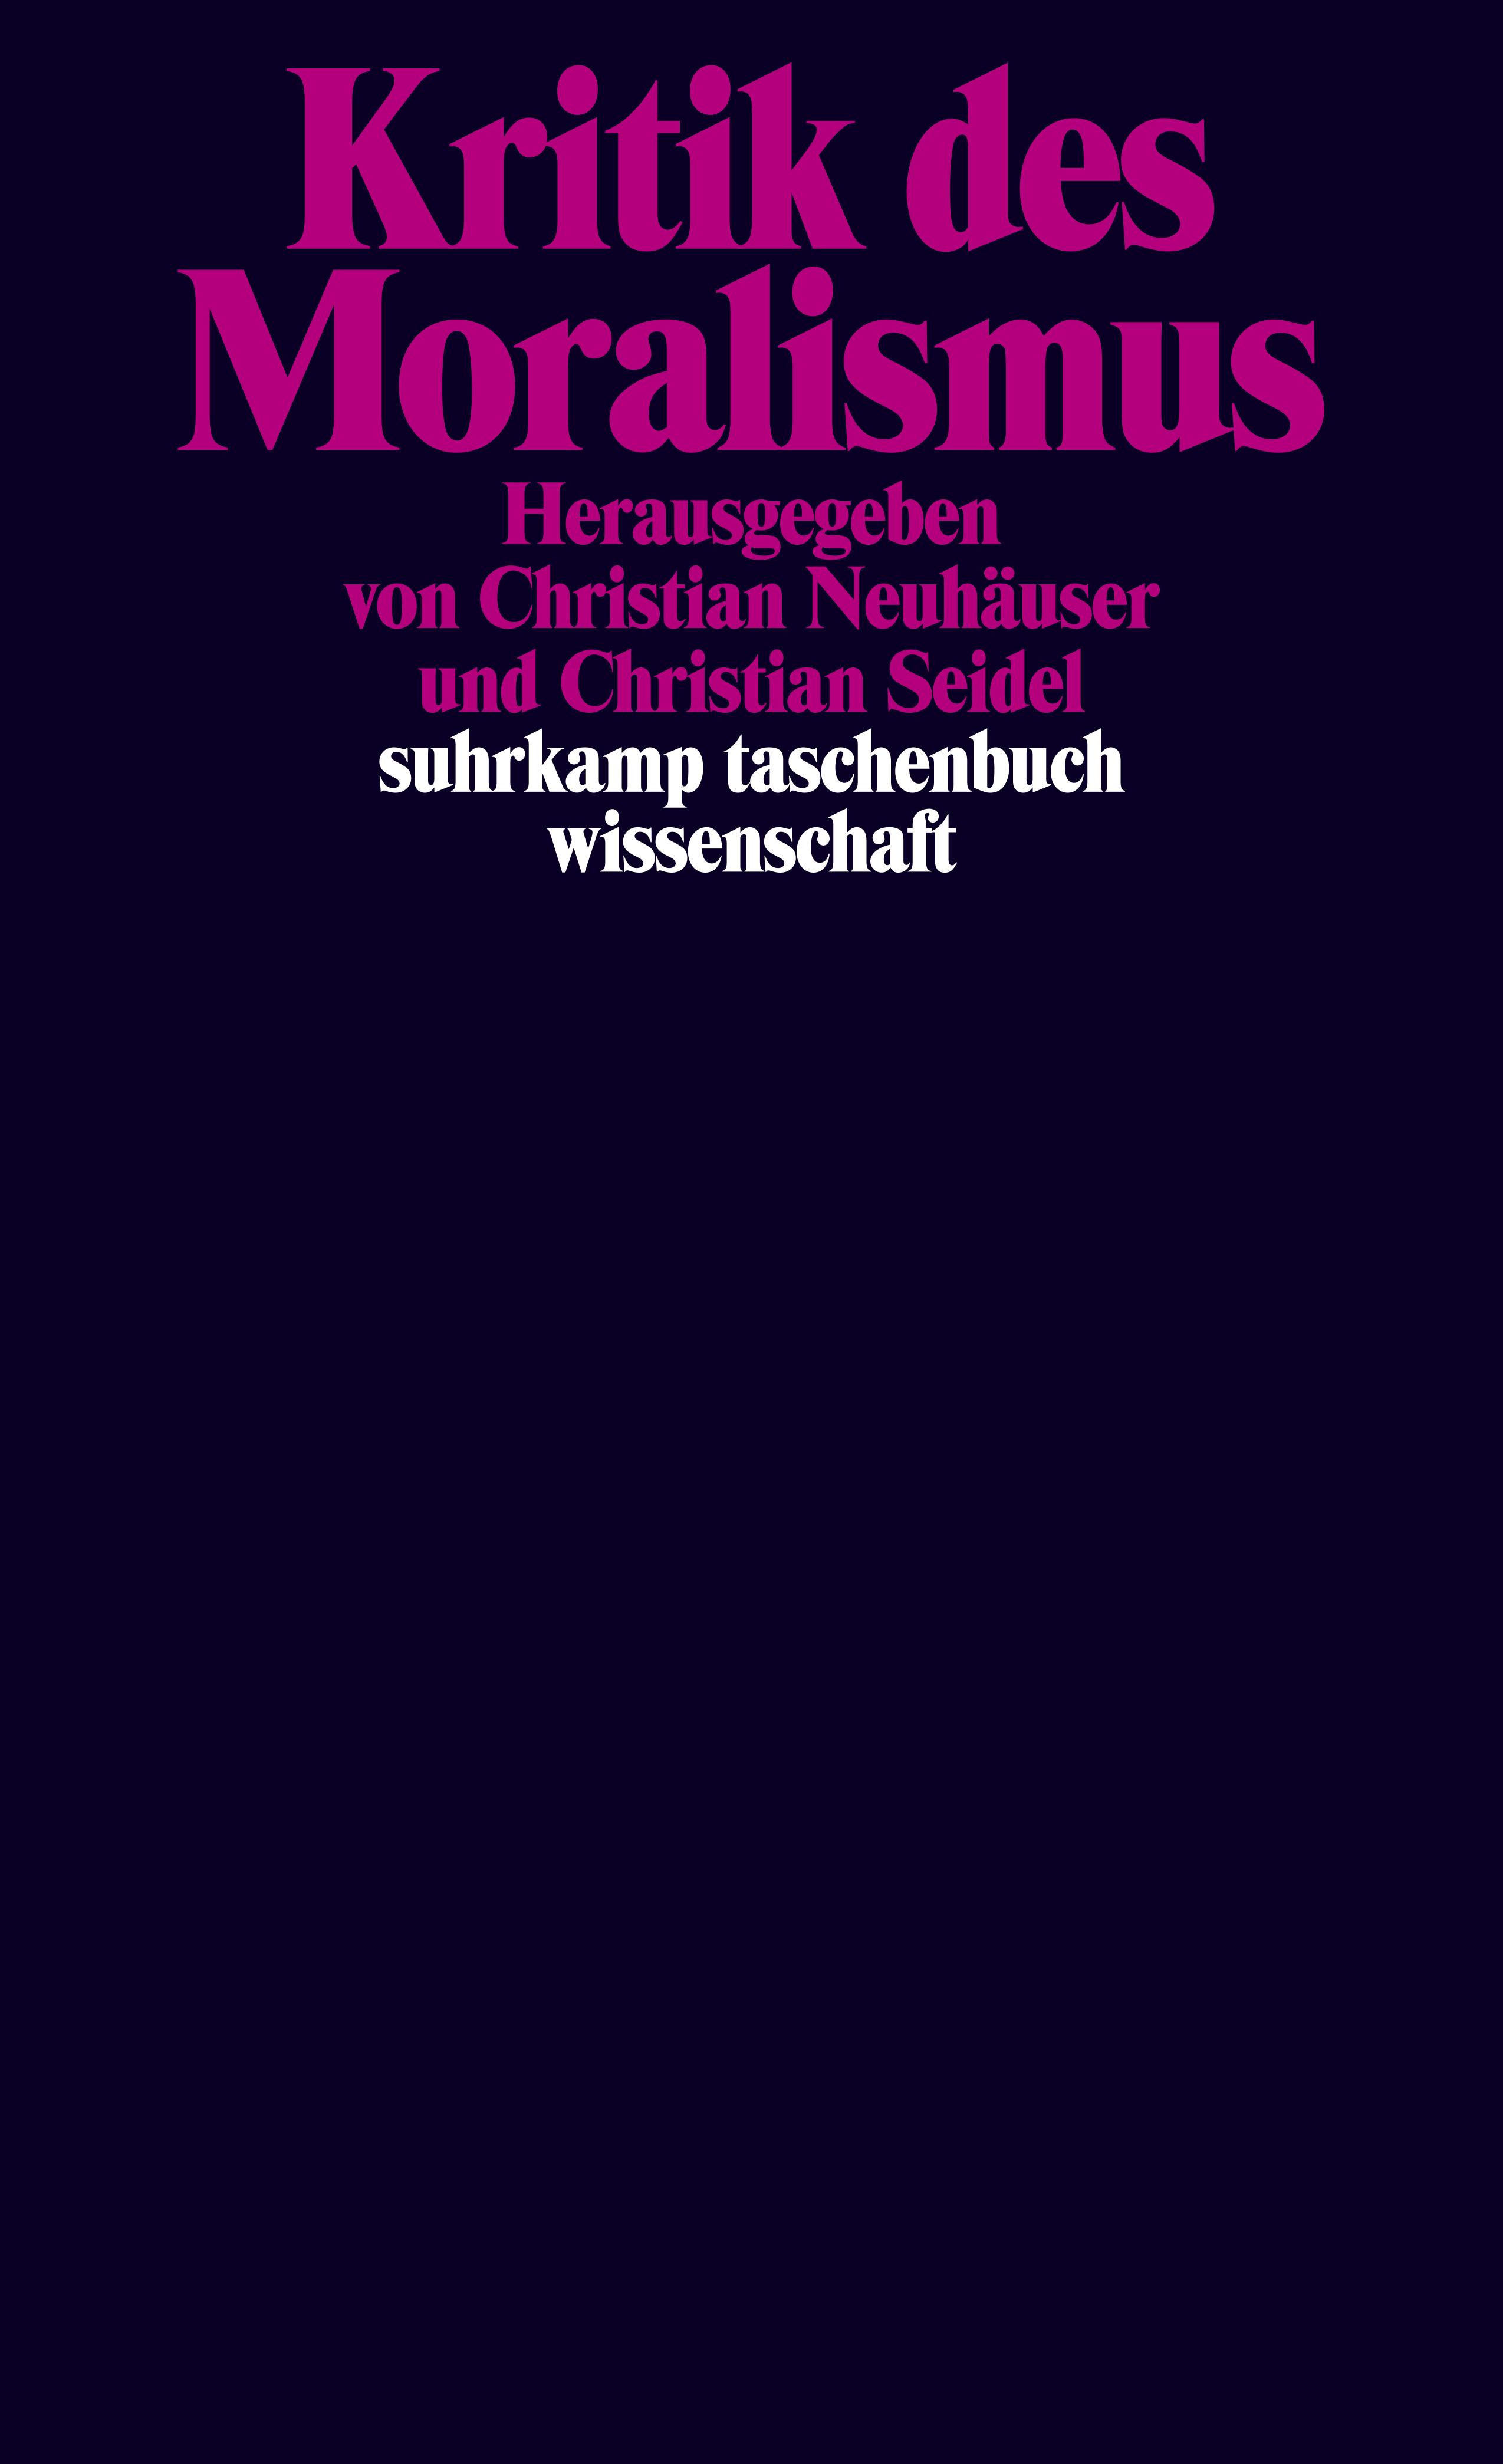 Kritik des
Moralismus
Herausgegeben
von Christian Neuhäuser
und Christian Seidel
suhrkamp taschenbuch
wissenschaft